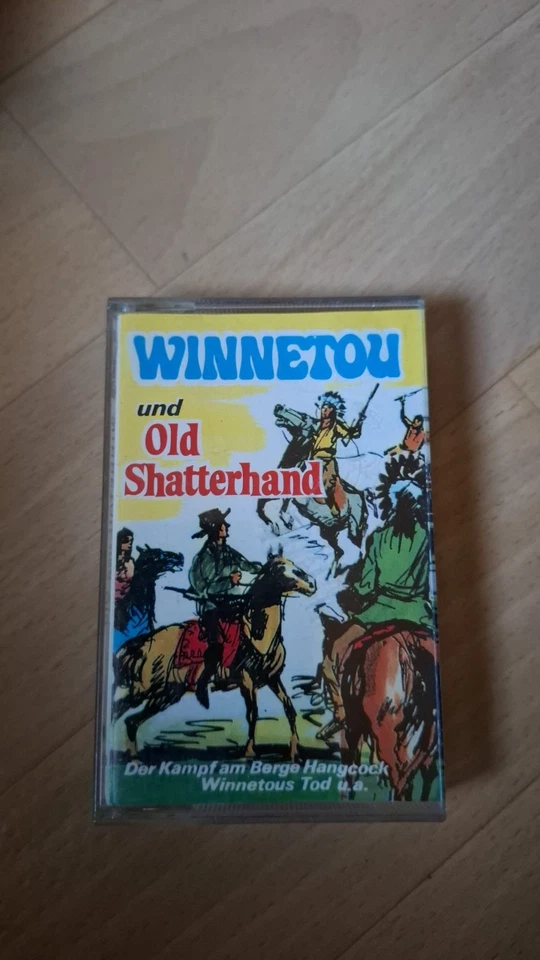 WINNETOU
und
Old
Shatterhand
Der Kampf am Berge Hangcock
Winnetous Tod u.a.